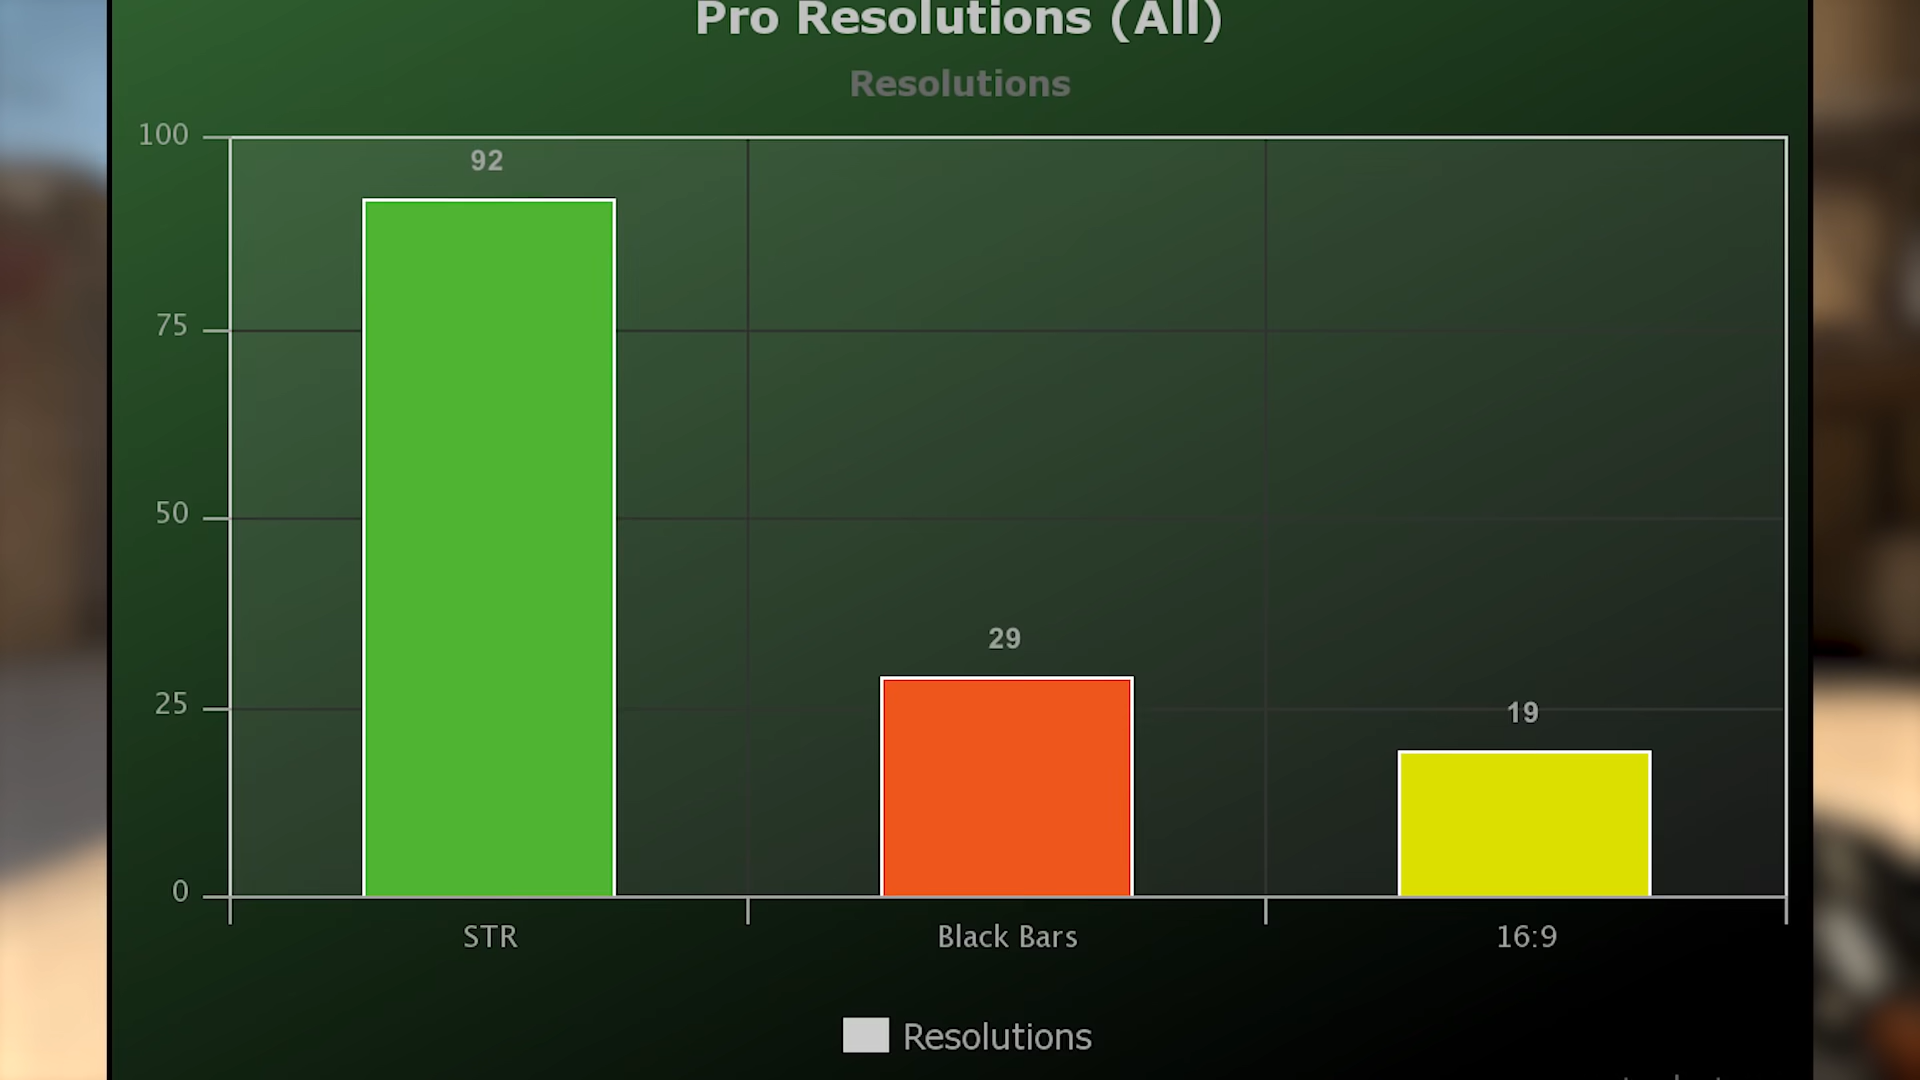 Pro Resolutions (All)
Resolutions
100
92
75
50
29
25
19
0
STR
Black Bars
16:9
Resolutions